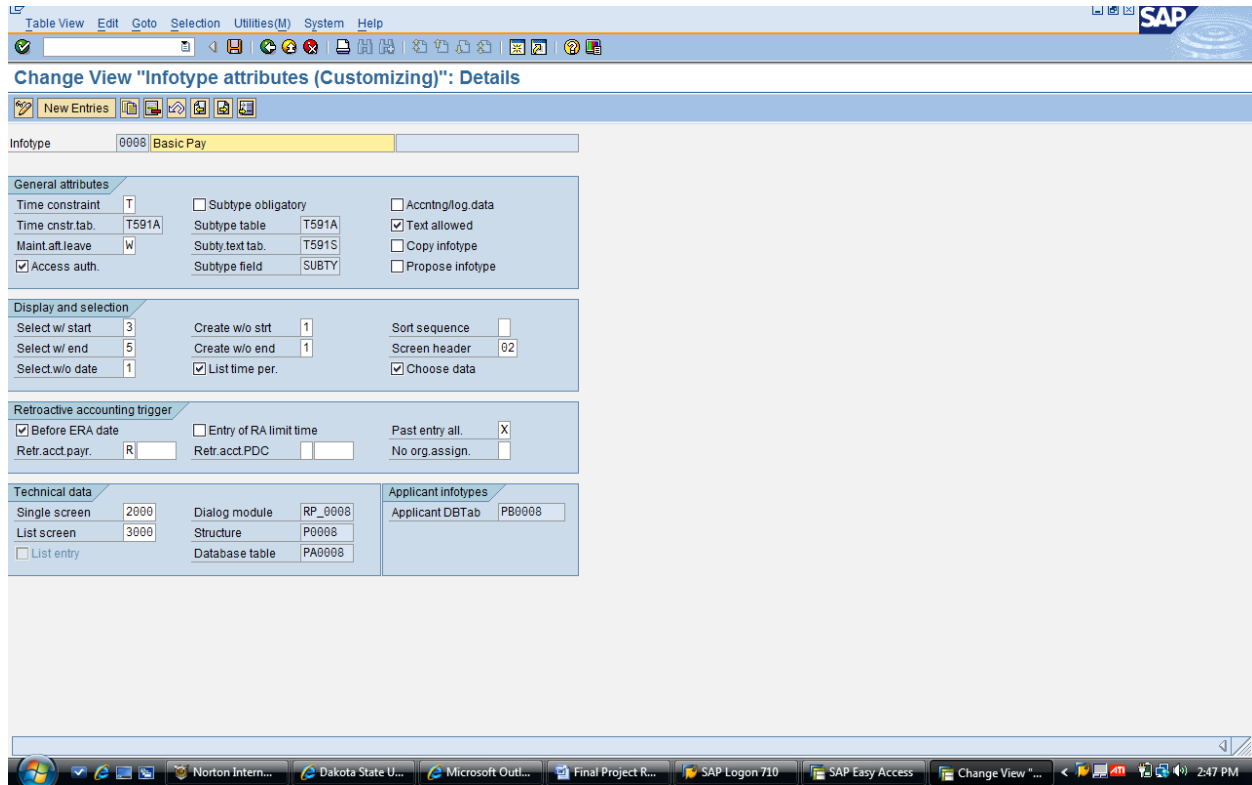 Table View Edit Goto Selection Utilities(M) System Help
SAP
Change View "Infotype attributes (Customizing)": Details
New Entries
Infotype 0008 Basic Pay
General attributes
Time constraint T Subtype obligatory Accntng/log.data
Time cnstr.tab. T591A Subtype table T591A Text allowed
Maint.aft.leave W Subty.text tab. T591S Copy infotype
Access auth. Subtype field SUBTY Propose infotype
Display and selection
Select w/ start 3 Create w/o strt 1 Sort sequence
Select w/ end 5 Create w/o end 1 Screen header 02
Select.w/o date 1 List time per. Choose data
Retroactive accounting trigger
Before ERA date Entry of RA limit time Past entry all. X
Retr.acct.payr. R Retr.acct.PDC No org.assign.
Technical data Applicant infotypes
Single screen 2000 Dialog module RP_0008 Applicant DBTab PB0008
List screen 3000 Structure P0008
List entry Database table PA0008
Norton Intern... Dakota State U... Microsoft Outl... Final Project R... SAP Logon 710 SAP Easy Access Change View "... < ATI 2:47 PM